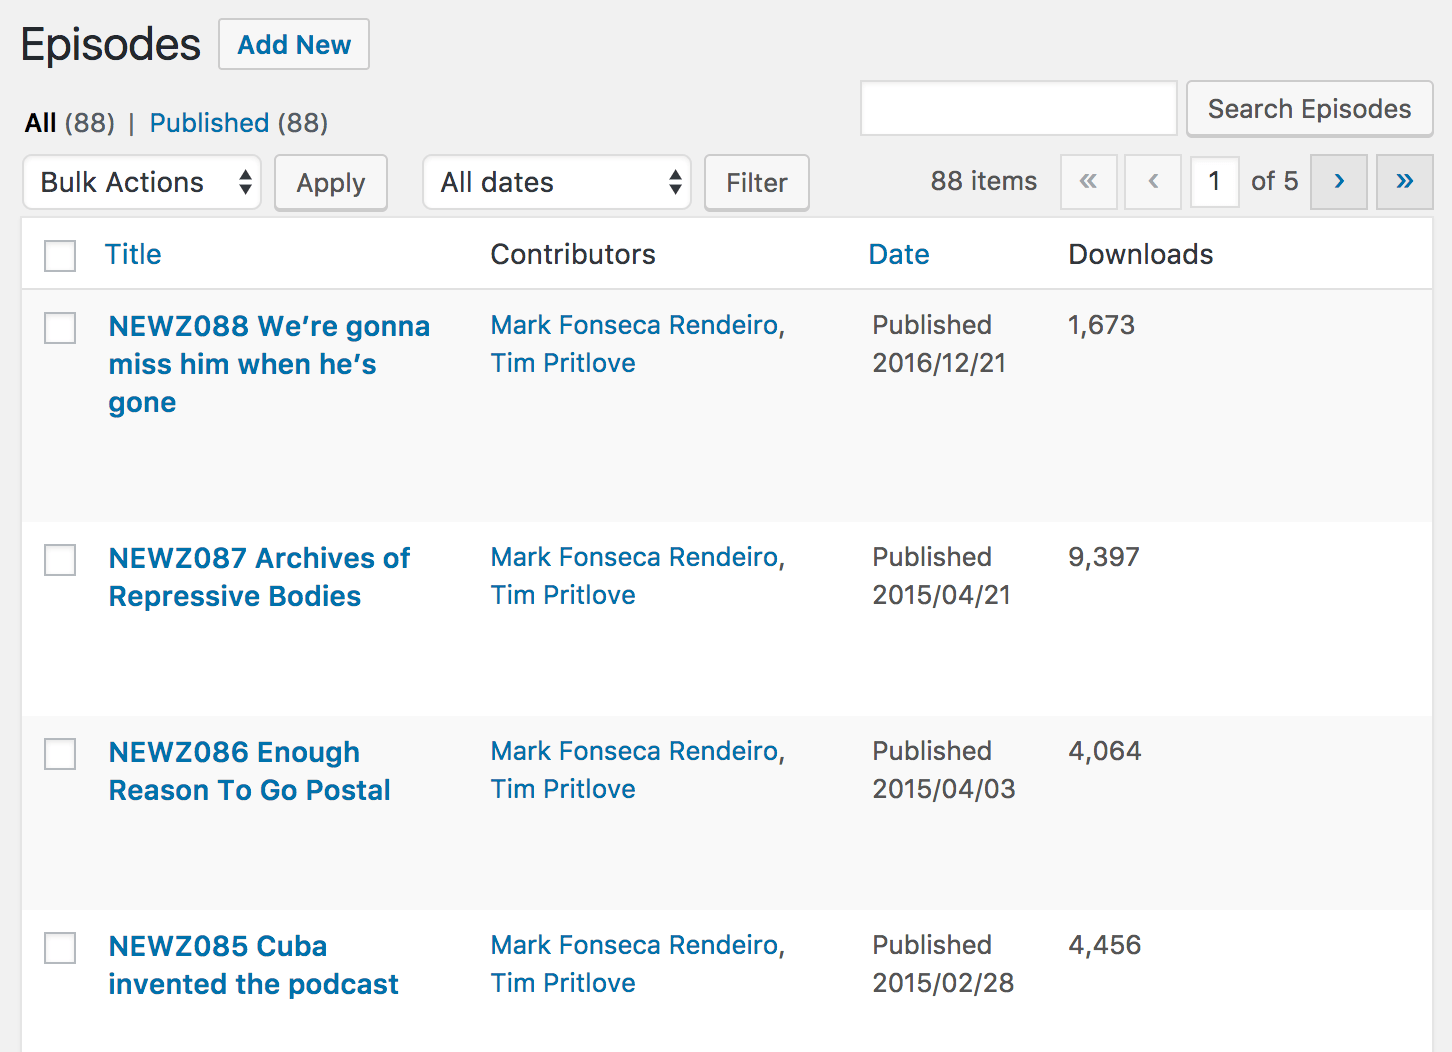 Episodes Add New
All (88) | Published (88)
Search Episodes
Bulk Actions Apply All dates Filter 88 items « ‹ 1 of 5 › »
Title Contributors Date Downloads
NEWZ088 We’re gonna
miss him when he’s
gone
Mark Fonseca Rendeiro,
Tim Pritlove
Published
2016/12/21
1,673
NEWZ087 Archives of
Repressive Bodies
Mark Fonseca Rendeiro,
Tim Pritlove
Published
2015/04/21
9,397
NEWZ086 Enough
Reason To Go Postal
Mark Fonseca Rendeiro,
Tim Pritlove
Published
2015/04/03
4,064
NEWZ085 Cuba
invented the podcast
Mark Fonseca Rendeiro,
Tim Pritlove
Published
2015/02/28
4,456